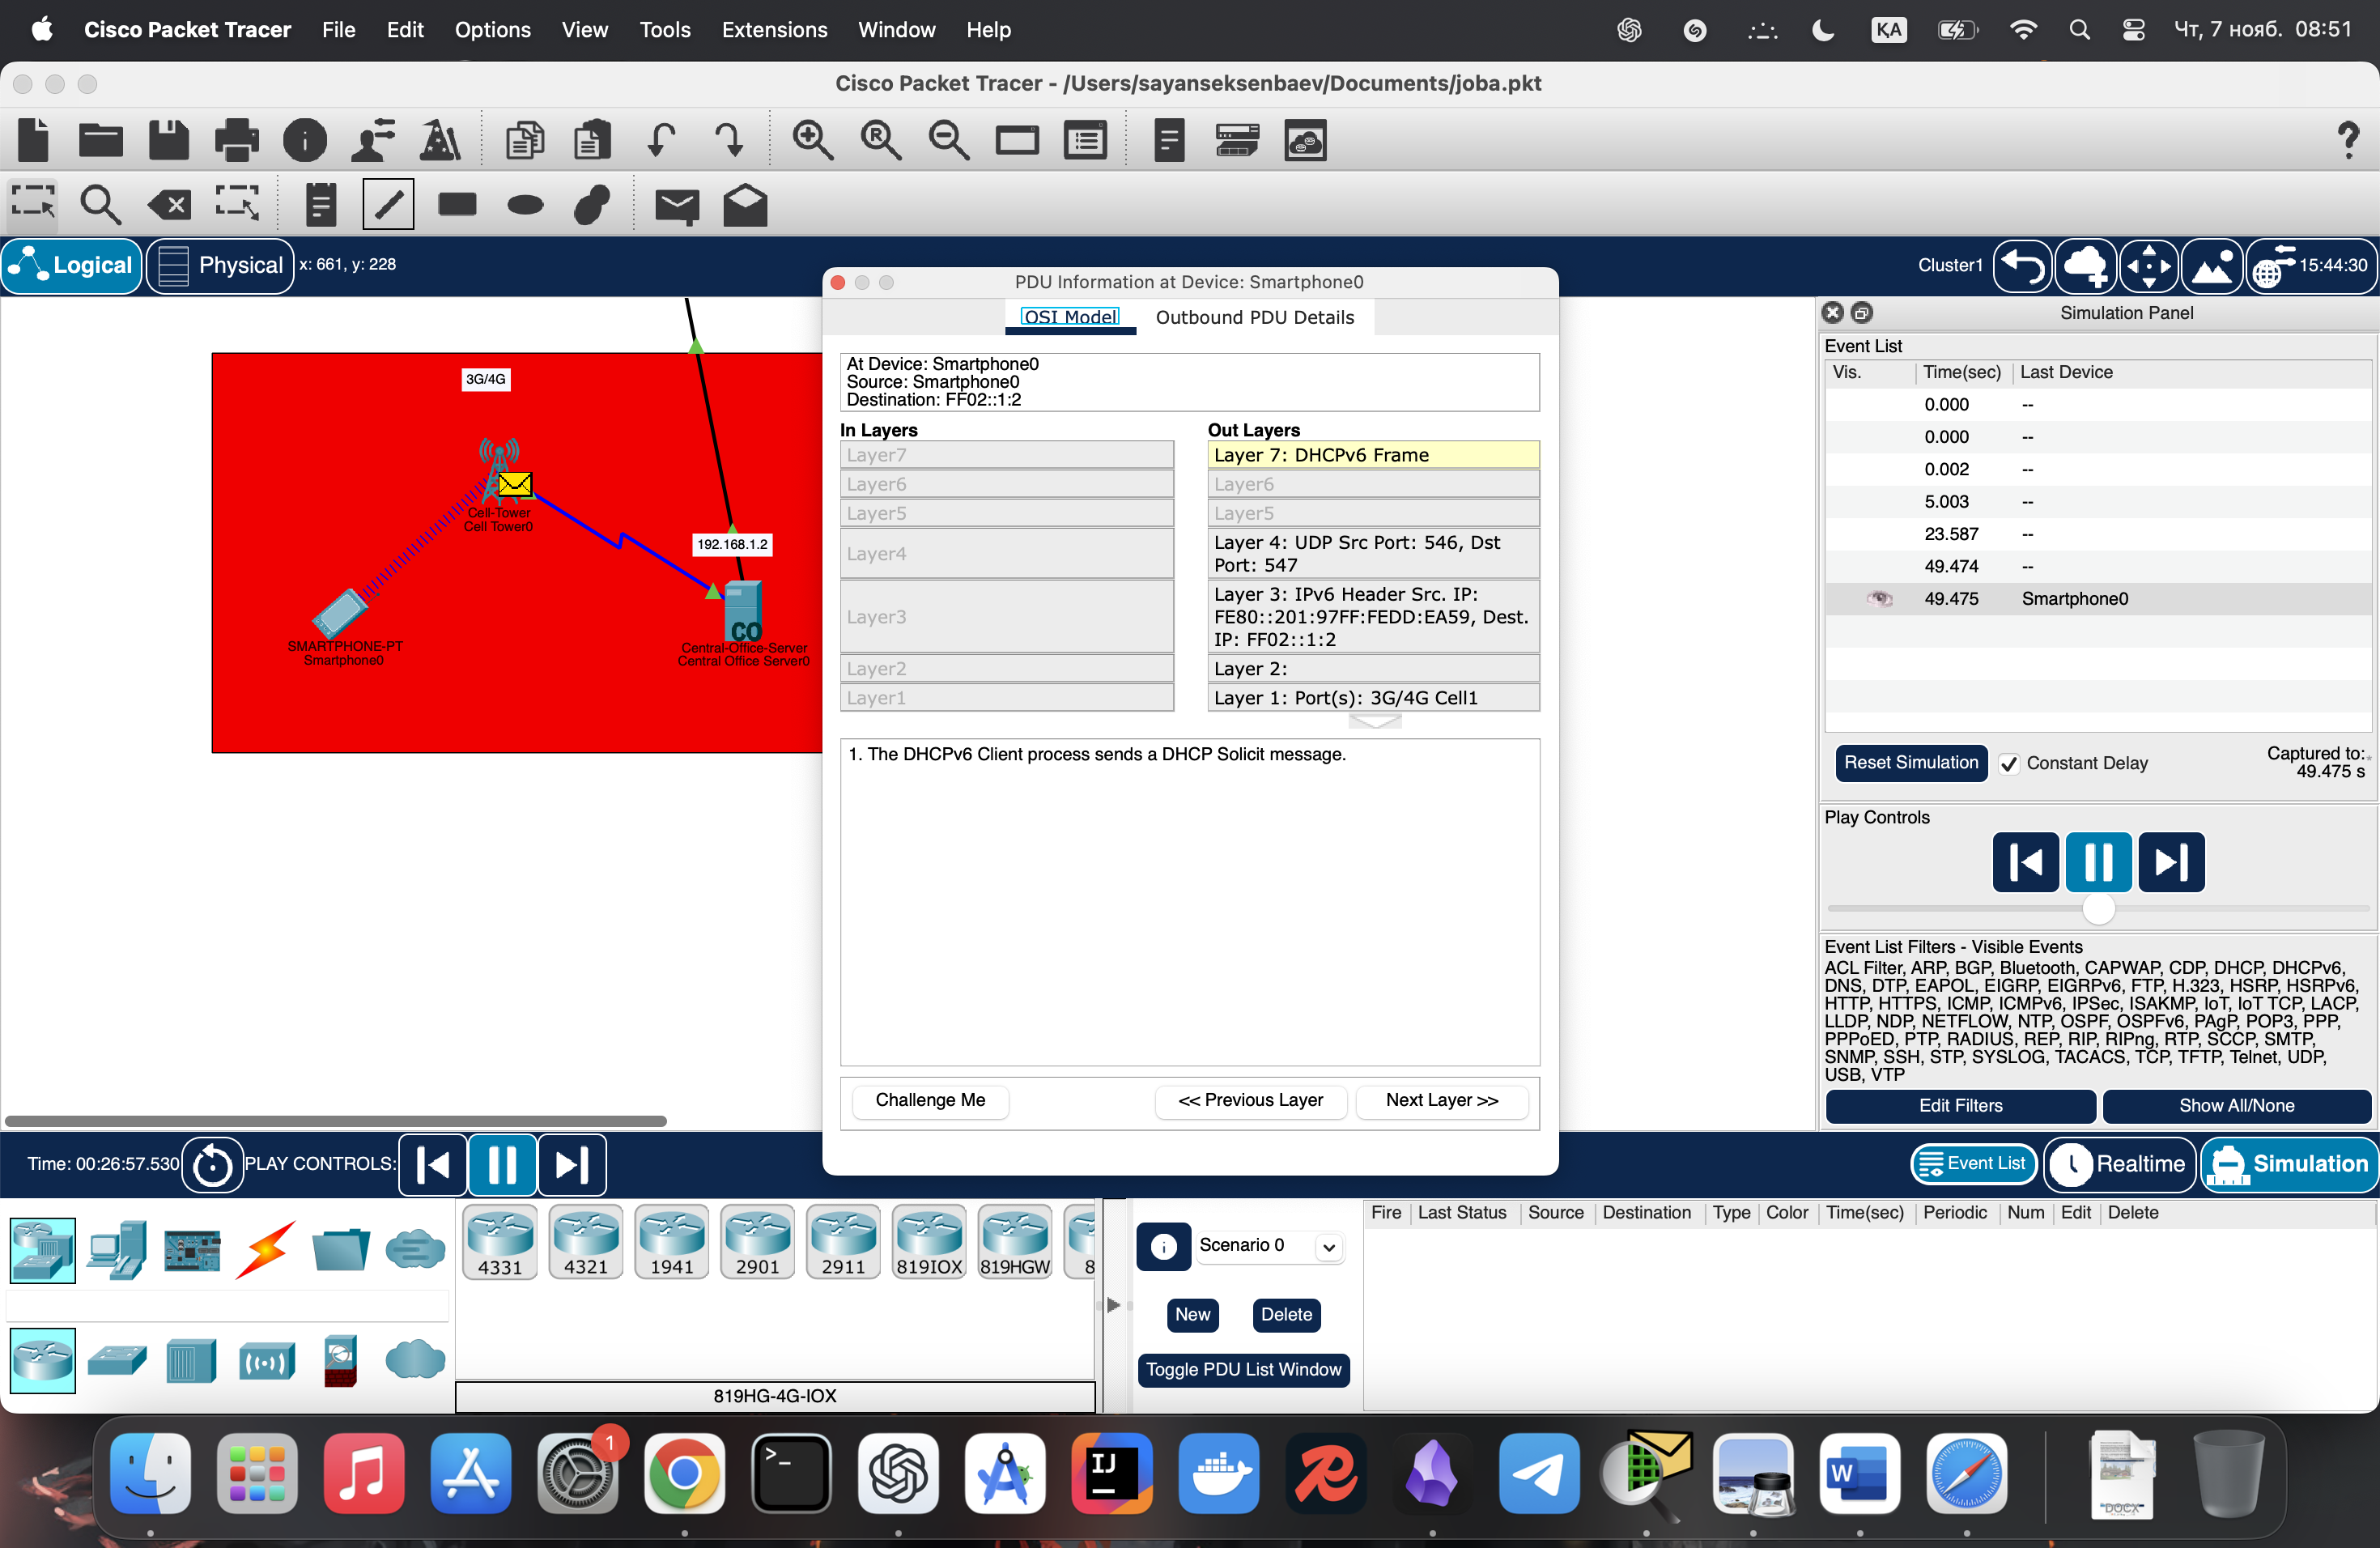 Cisco Packet Tracer File Edit Options View Tools Extensions Window Help ҚА Чт, 7 нояб. 08:51
Cisco Packet Tracer - /Users/sayanseksenbaev/Documents/joba.pkt
Logical Physical x: 661, y: 228 Cluster1 15:44:30
3G/4G
Cell-Tower
Cell Tower0
192.168.1.2
SMARTPHONE-PT
Smartphone0
CO
Central-Office-Server
Central Office Server0
PDU Information at Device: Smartphone0
OSI Model Outbound PDU Details
At Device: Smartphone0
Source: Smartphone0
Destination: FF02::1:2
In Layers
Layer7
Layer6
Layer5
Layer4
Layer3
Layer2
Layer1
Out Layers
Layer 7: DHCPv6 Frame
Layer6
Layer5
Layer 4: UDP Src Port: 546, Dst
Port: 547
Layer 3: IPv6 Header Src. IP:
FE80::201:97FF:FEDD:EA59, Dest.
IP: FF02::1:2
Layer 2:
Layer 1: Port(s): 3G/4G Cell1
1. The DHCPv6 Client process sends a DHCP Solicit message.
Challenge Me << Previous Layer Next Layer >>
Simulation Panel
Event List
Vis. Time(sec) Last Device
0.000 --
0.000 --
0.002 --
5.003 --
23.587 --
49.474 --
49.475 Smartphone0
Reset Simulation Constant Delay Captured to:*
49.475 s
Play Controls
Event List Filters - Visible Events
ACL Filter, ARP, BGP, Bluetooth, CAPWAP, CDP, DHCP, DHCPv6,
DNS, DTP, EAPOL, EIGRP, EIGRPv6, FTP, H.323, HSRP, HSRPv6,
HTTP, HTTPS, ICMP, ICMPv6, IPSec, ISAKMP, IoT, IoT TCP, LACP,
LLDP, NDP, NETFLOW, NTP, OSPF, OSPFv6, PAgP, POP3, PPP,
PPPoED, PTP, RADIUS, REP, RIP, RIPng, RTP, SCCP, SMTP,
SNMP, SSH, STP, SYSLOG, TACACS, TCP, TFTP, Telnet, UDP,
USB, VTP
Edit Filters Show All/None
Time: 00:26:57.530 PLAY CONTROLS: Event List Realtime Simulation
4331 4321 1941 2901 2911 819IOX 819HGW 8
819HG-4G-IOX
Scenario 0
New Delete
Toggle PDU List Window
Fire Last Status Source Destination Type Color Time(sec) Periodic Num Edit Delete
1
IJ
W
DOCX